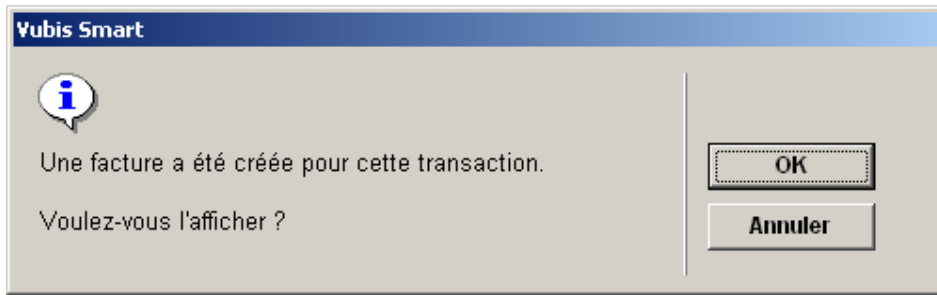 Vubis Smart
Une facture a été créée pour cette transaction.
Voulez-vous l'afficher ?
OK
Annuler